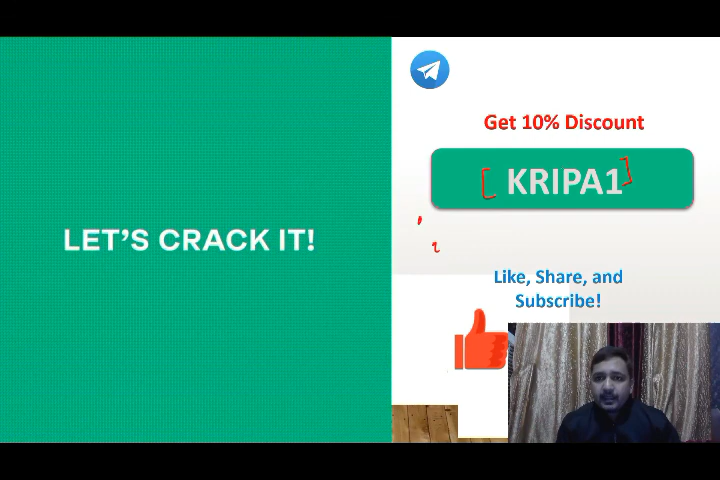 LET'S CRACK IT!
Get 10% Discount
[KRIPA1]
Like, Share, and
Subscribe!